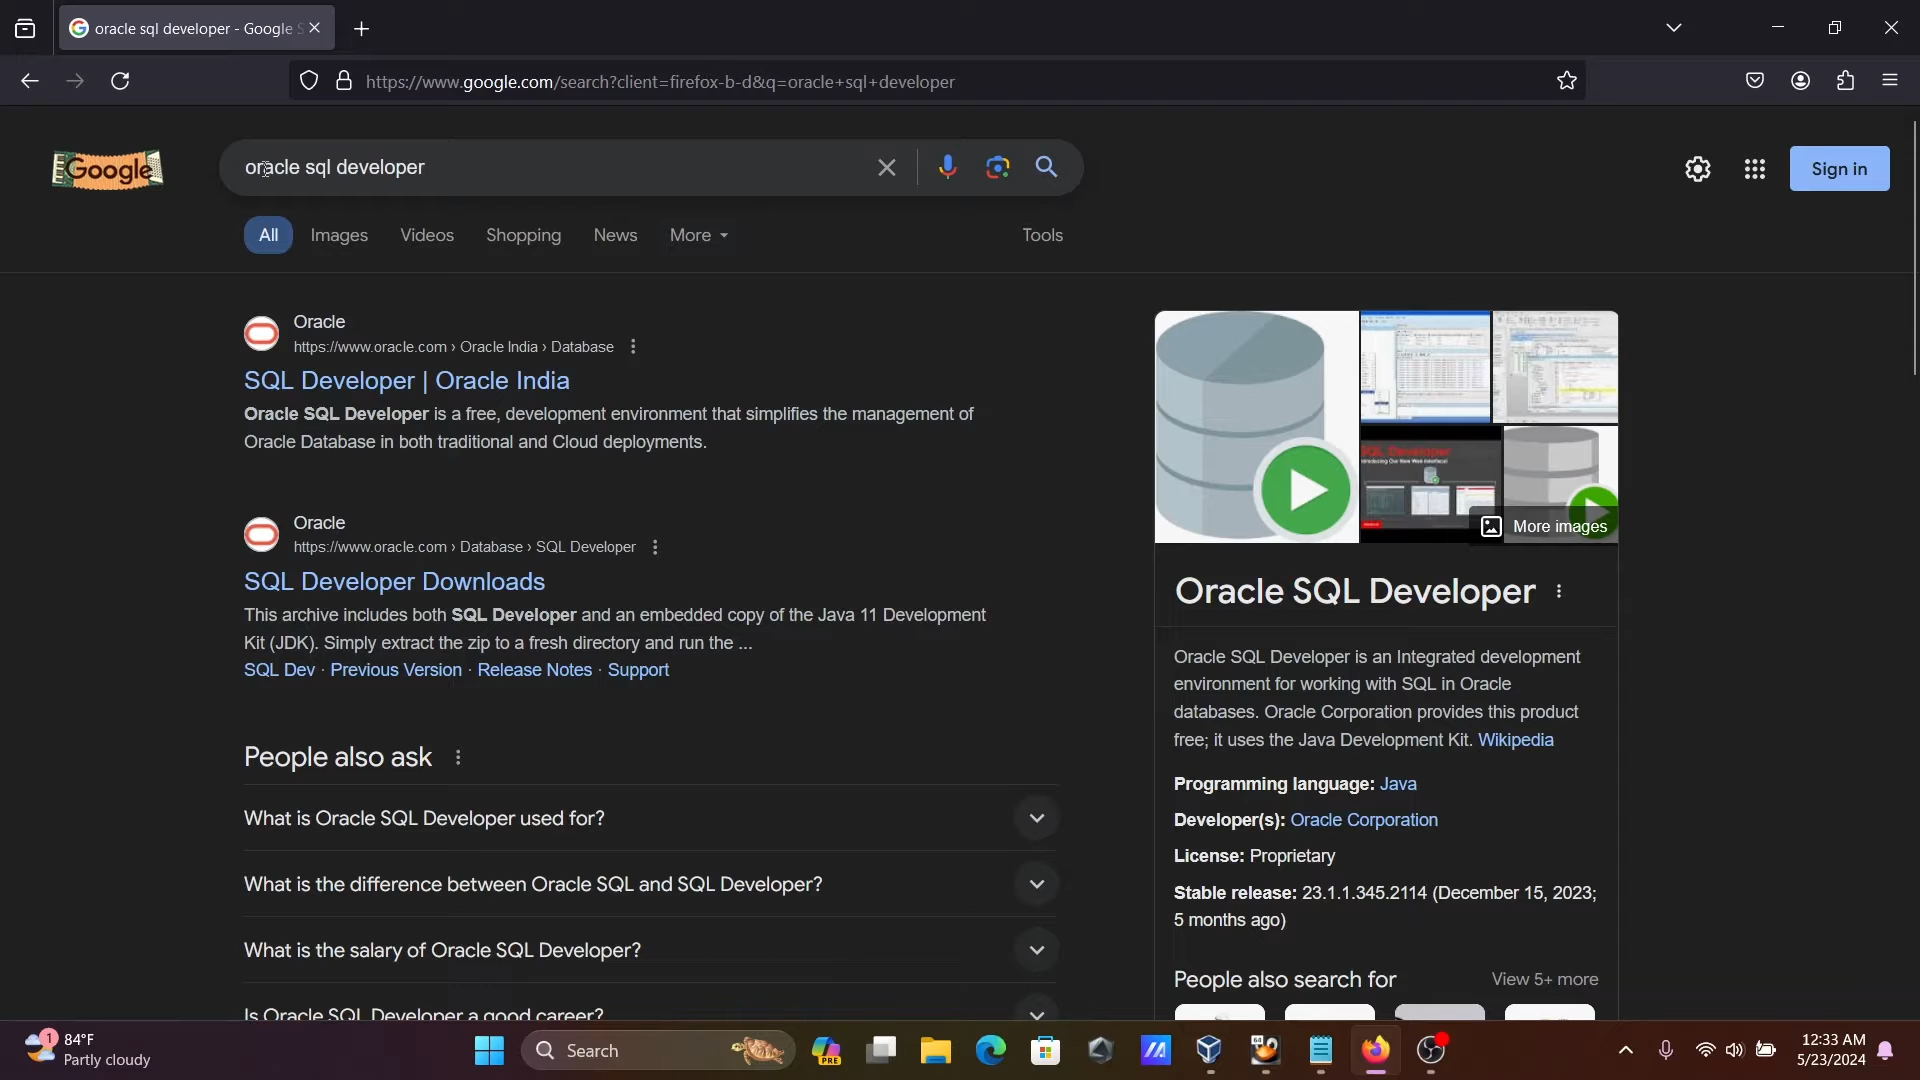 oracle sql developer - Google S
https://www.google.com/search?client=firefox-b-d&q=oracle+sql+developer
Google
oracle sql developer
Sign in
All
Images
Videos
Shopping
News
More
Tools
Oracle
https://www.oracle.com › Oracle India › Database
SQL Developer | Oracle India
Oracle SQL Developer is a free, development environment that simplifies the management of
Oracle Database in both traditional and Cloud deployments.
Oracle
https://www.oracle.com › Database › SQL Developer
SQL Developer Downloads
This archive includes both SQL Developer and an embedded copy of the Java 11 Development
Kit (JDK). Simply extract the zip to a fresh directory and run the ...
SQL Dev · Previous Version · Release Notes · Support
People also ask
What is Oracle SQL Developer used for?
What is the difference between Oracle SQL and SQL Developer?
What is the salary of Oracle SQL Developer?
Is Oracle SQL Developer a good career?
SQL Developer
More images
Oracle SQL Developer
Oracle SQL Developer is an Integrated development
environment for working with SQL in Oracle
databases. Oracle Corporation provides this product
free; it uses the Java Development Kit. Wikipedia
Programming language: Java
Developer(s): Oracle Corporation
License: Proprietary
Stable release: 23.1.1.345.2114 (December 15, 2023;
5 months ago)
People also search for
View 5+ more
1
84°F
Partly cloudy
Search
PRE
64
12:33 AM
5/23/2024